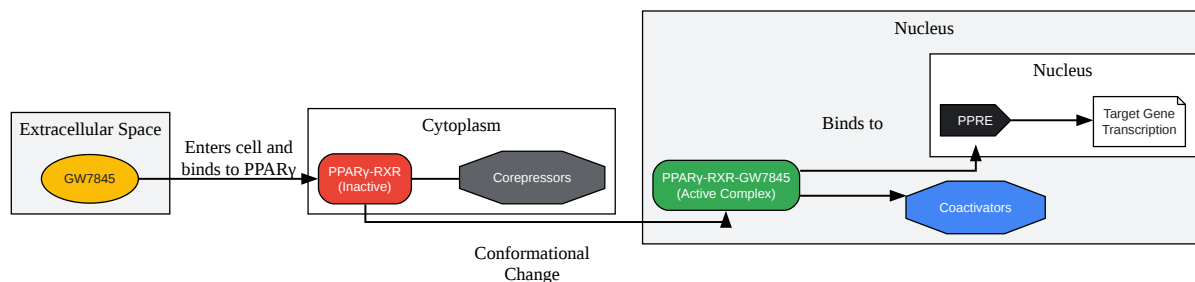 Nucleus
Nucleus
Extracellular Space
Cytoplasm
PPRE
Target Gene
Transcription
Binds to
Enters cell and
binds to PPARγ
GW7845
PPARγ-RXR
(Inactive)
Corepressors
PPARγ-RXR-GW7845
(Active Complex)
Coactivators
Conformational
Change